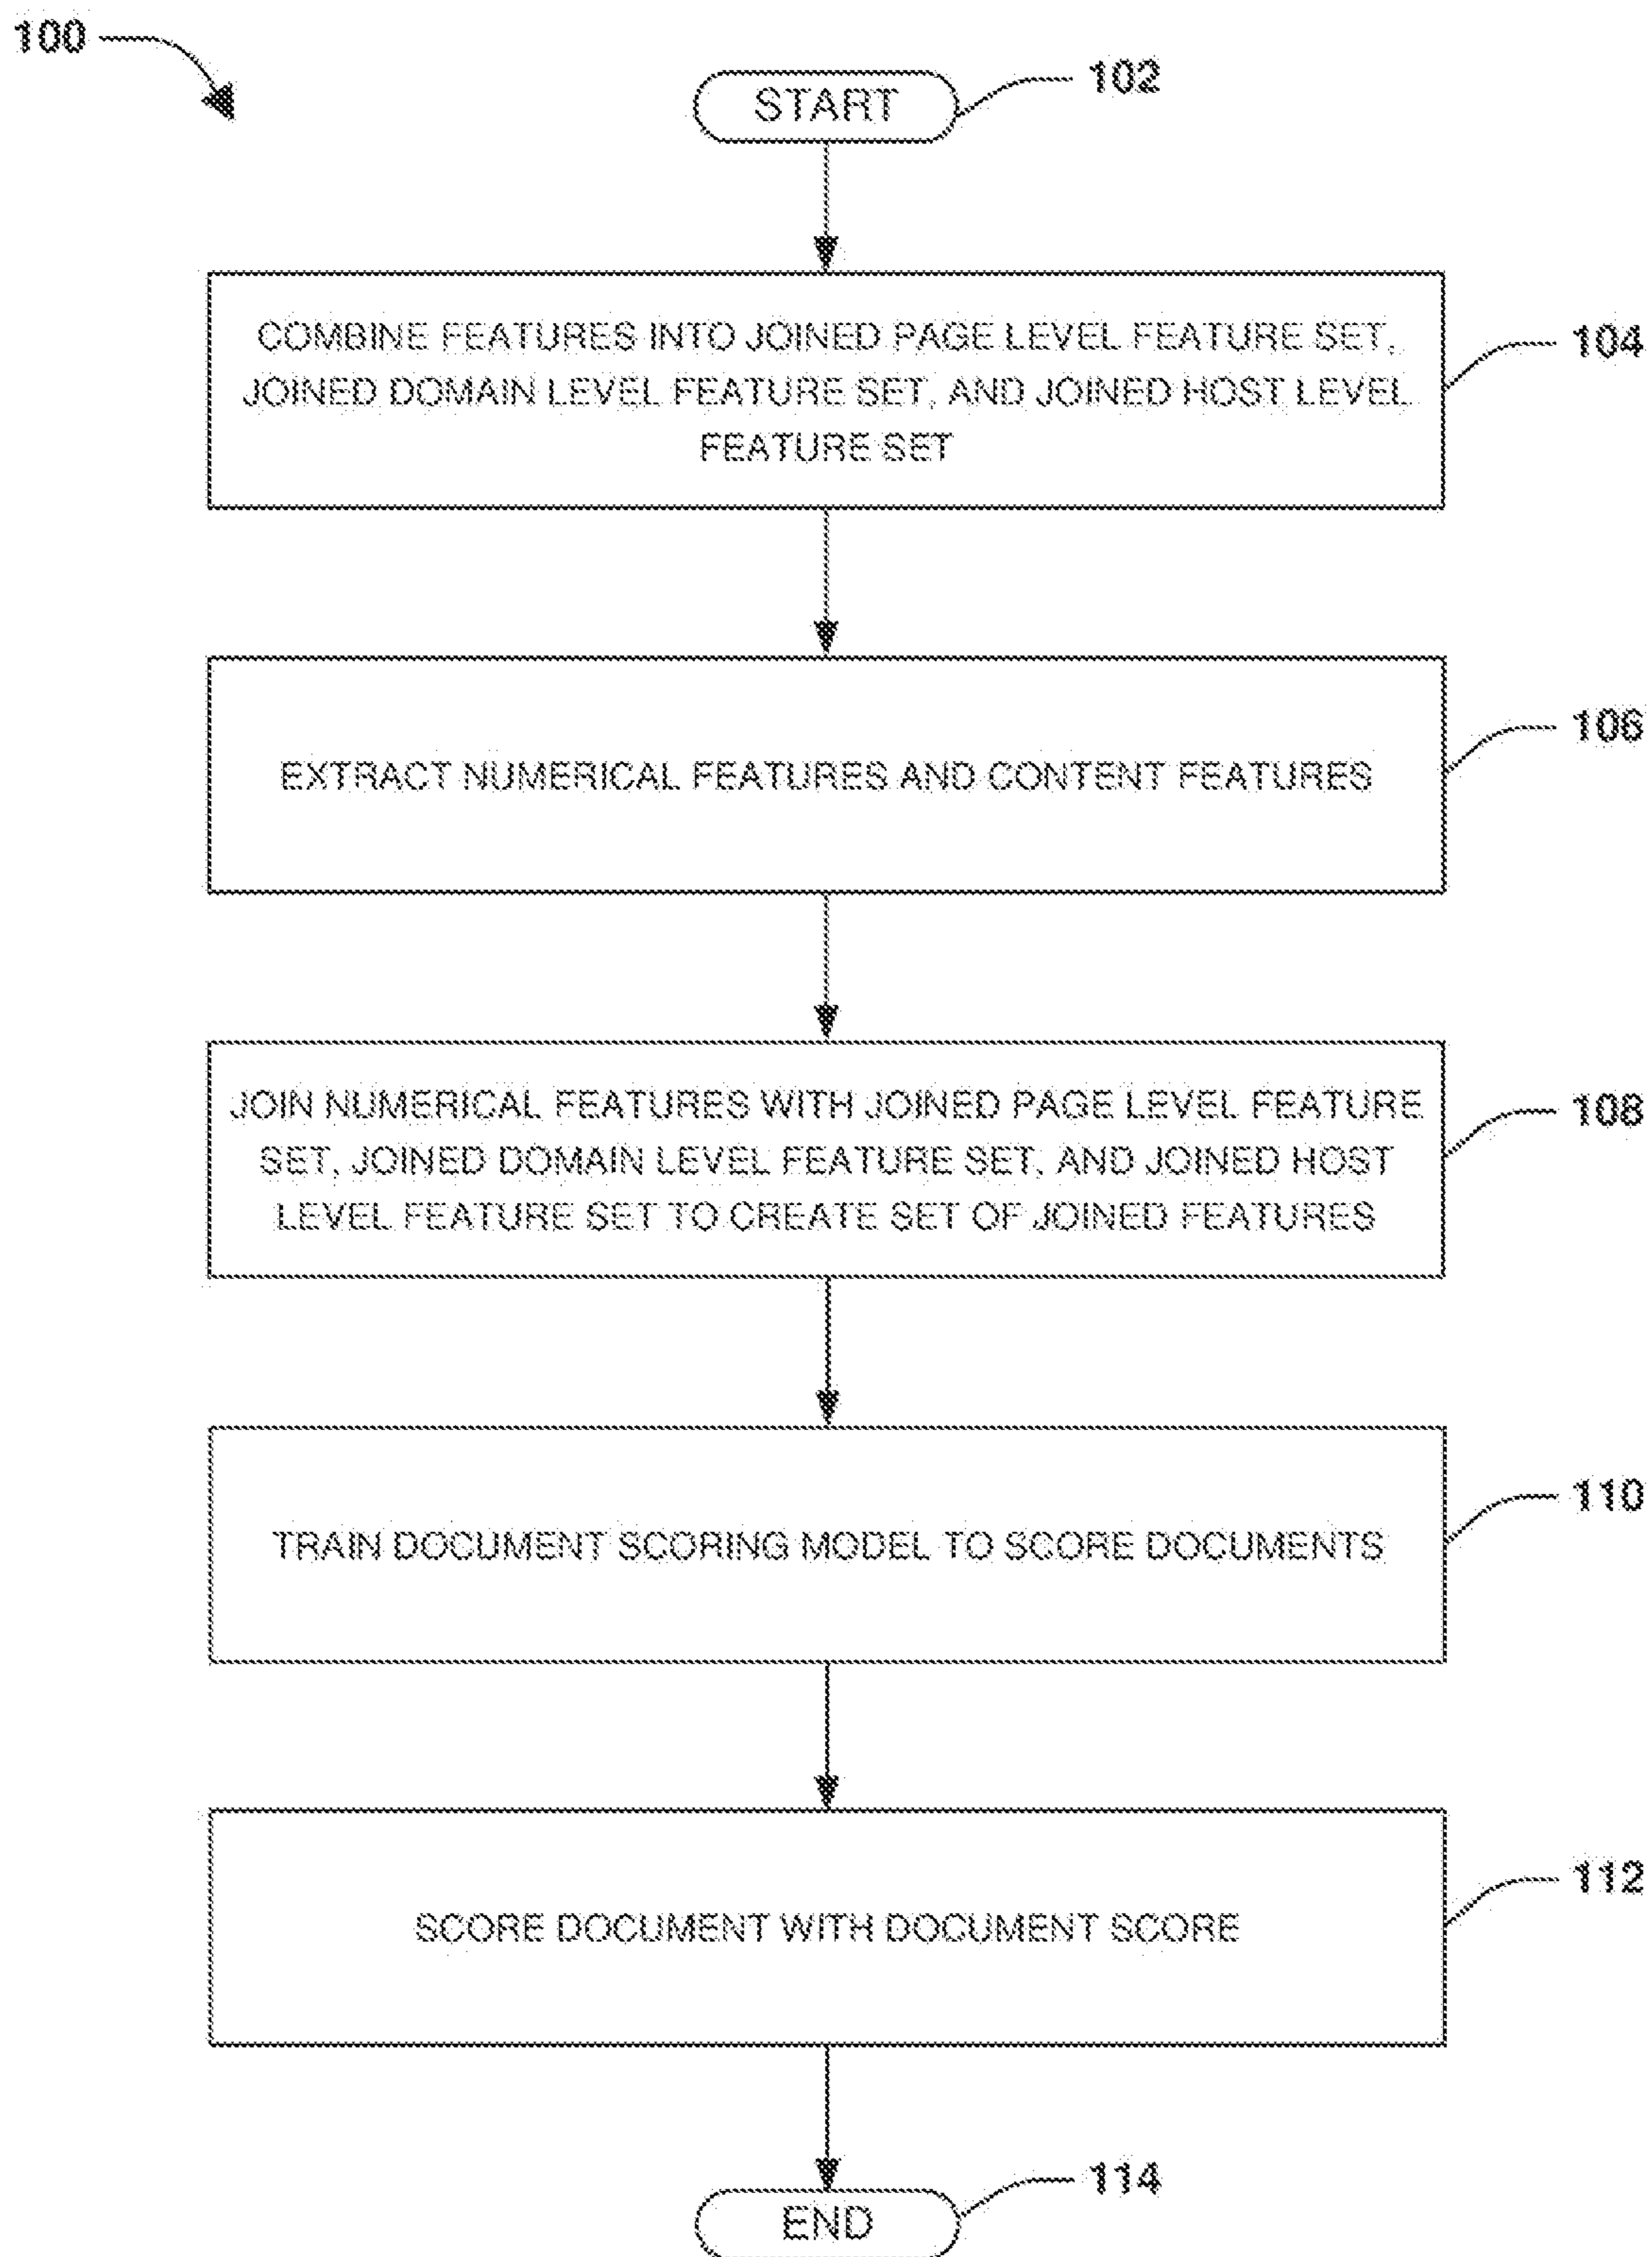 100
START
102
COMBINE FEATURES INTO JOINED PAGE LEVEL FEATURE SET,
JOINED DOMAIN LEVEL FEATURE SET, AND JOINED HOST LEVEL
FEATURE SET
104
EXTRACT NUMERICAL FEATURES AND CONTENT FEATURES
106
JOIN NUMERICAL FEATURES WITH JOINED PAGE LEVEL FEATURE
SET, JOINED DOMAIN LEVEL FEATURE SET, AND JOINED HOST
LEVEL FEATURE SET TO CREATE SET OF JOINED FEATURES
108
TRAIN DOCUMENT SCORING MODEL TO SCORE DOCUMENTS
110
SCORE DOCUMENT WITH DOCUMENT SCORE
112
END
114